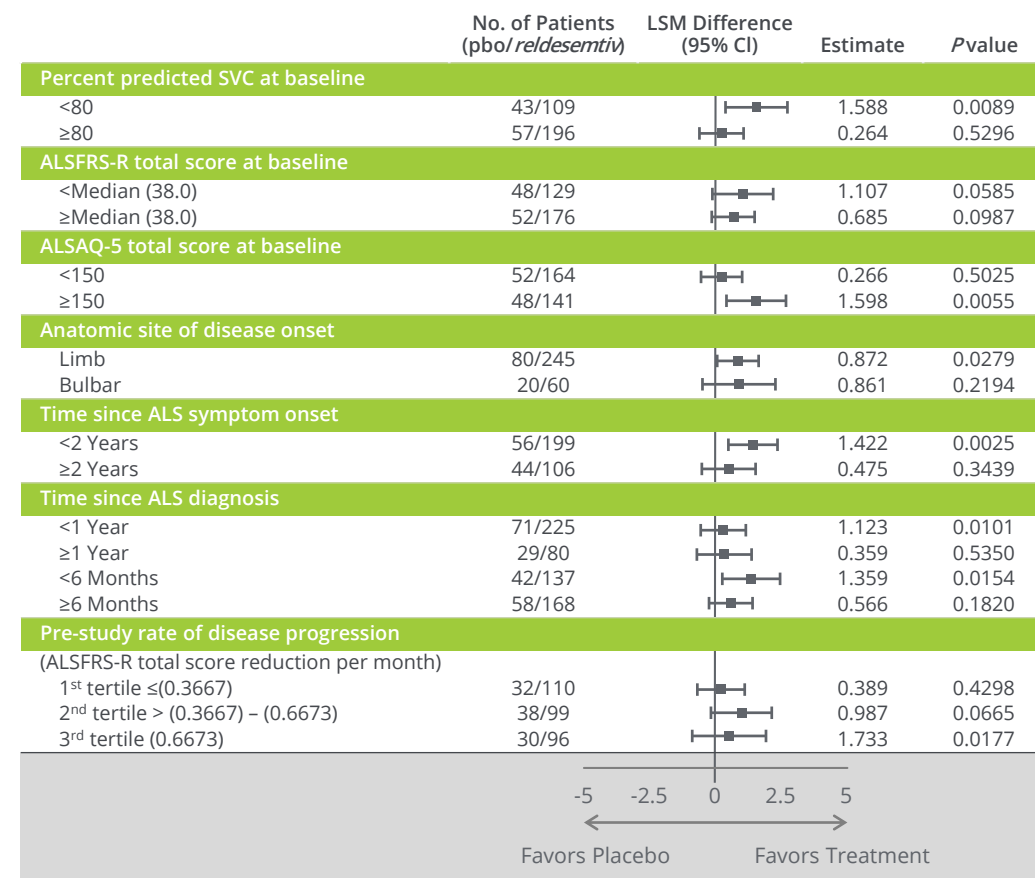 No. of Patients LSM Difference
(pbo/reldesemtiv) (95% Cl) Estimate P value
Percent predicted SVC at baseline
<80 43/109 1.588 0.0089
≥80 57/196 0.264 0.5296
ALSFRS-R total score at baseline
<Median (38.0) 48/129 1.107 0.0585
≥Median (38.0) 52/176 0.685 0.0987
ALSAQ-5 total score at baseline
<150 52/164 0.266 0.5025
≥150 48/141 1.598 0.0055
Anatomic site of disease onset
Limb 80/245 0.872 0.0279
Bulbar 20/60 0.861 0.2194
Time since ALS symptom onset
<2 Years 56/199 1.422 0.0025
≥2 Years 44/106 0.475 0.3439
Time since ALS diagnosis
<1 Year 71/225 1.123 0.0101
≥1 Year 29/80 0.359 0.5350
<6 Months 42/137 1.359 0.0154
≥6 Months 58/168 0.566 0.1820
Pre-study rate of disease progression
(ALSFRS-R total score reduction per month)
1st tertile ≤(0.3667) 32/110 0.389 0.4298
2nd tertile > (0.3667) – (0.6673) 38/99 0.987 0.0665
3rd tertile (0.6673) 30/96 1.733 0.0177
-5 -2.5 0 2.5 5
Favors Placebo Favors Treatment